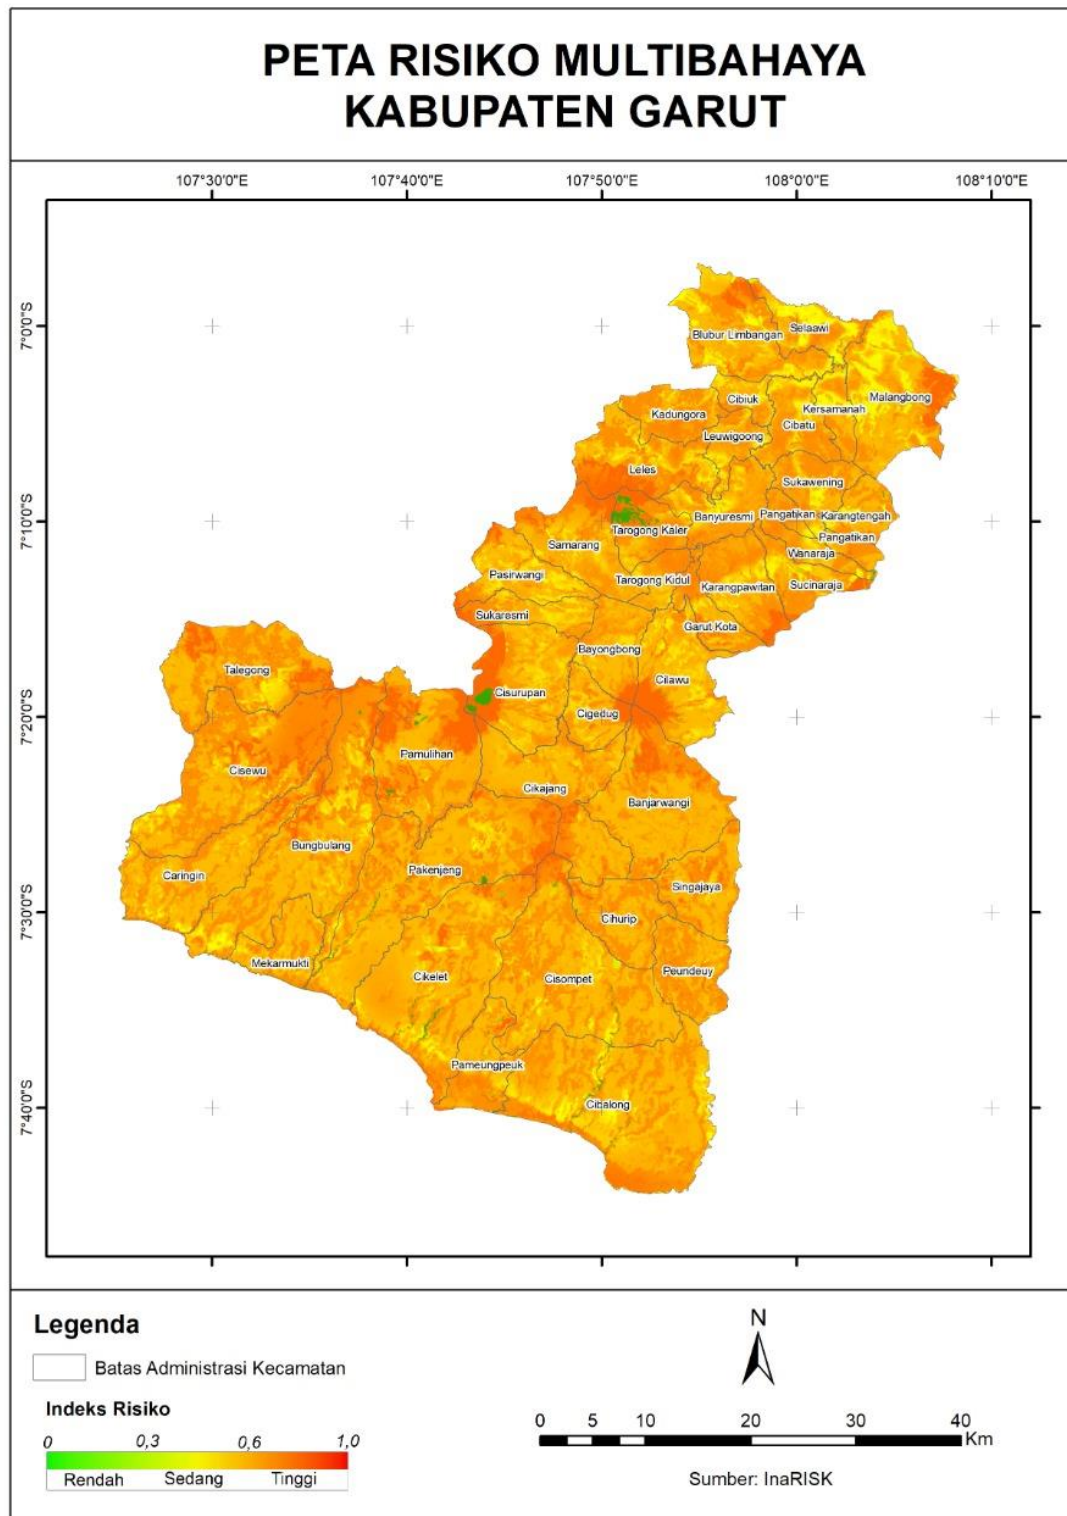 PETA RISIKO MULTIBAHAYA
KABUPATEN GARUT
107°30'0"E
107°40'0"E
107°50'0"E
108°0'0"E
108°10'0"E
7°0'0"S
7°10'0"S
7°20'0"S
7°30'0"S
7°40'0"S
Blubur Limbangan
Selaawi
Malangbong
Cibiuk
Kersamanah
Kadungora
Cibatu
Leuwigoong
Leles
Sukawening
Banyuresmi
Pangatikan
Karangtengah
Tarogong Kaler
Pangatikan
Samarang
Wanaraja
Pasirwangi
Tarogong Kidul
Karangpawitan
Sucinaraja
Sukaresmi
Garut Kota
Bayongbong
Talegong
Cilawu
Cisurupan
Cigedug
Pamulihan
Cisewu
Cikajang
Banjarwangi
Bungbulang
Pakenjeng
Caringin
Singajaya
Cihurip
Mekarmukti
Cikelet
Cisompet
Peundeuy
Pameungpeuk
Cibalong
Legenda
Batas Administrasi Kecamatan
Indeks Risiko
0 0,3 0,6 1,0
Rendah Sedang Tinggi
N
0 5 10 20 30 40
Km
Sumber: InaRISK